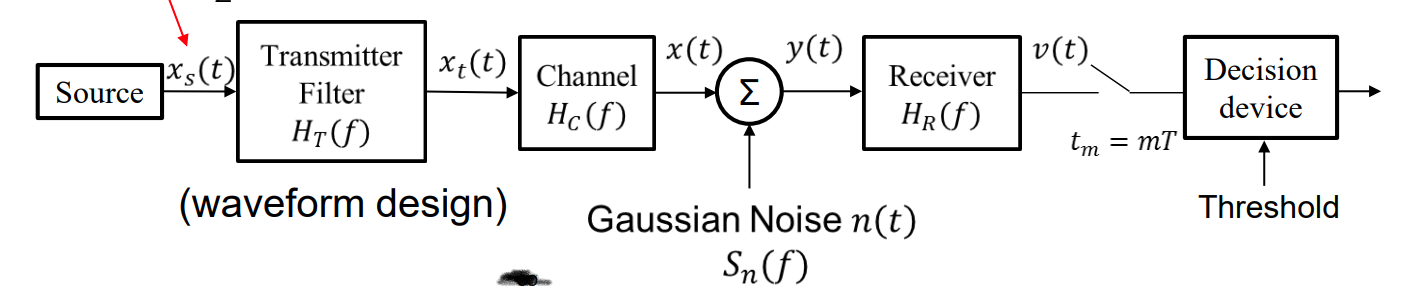 Source
x_s(t)
Transmitter
Filter
H_T(f)
x_t(t)
Channel
H_C(f)
x(t)
Σ
y(t)
Receiver
H_R(f)
v(t)
t_m = mT
Decision
device
(waveform design)
Gaussian Noise n(t)
S_n(f)
Threshold